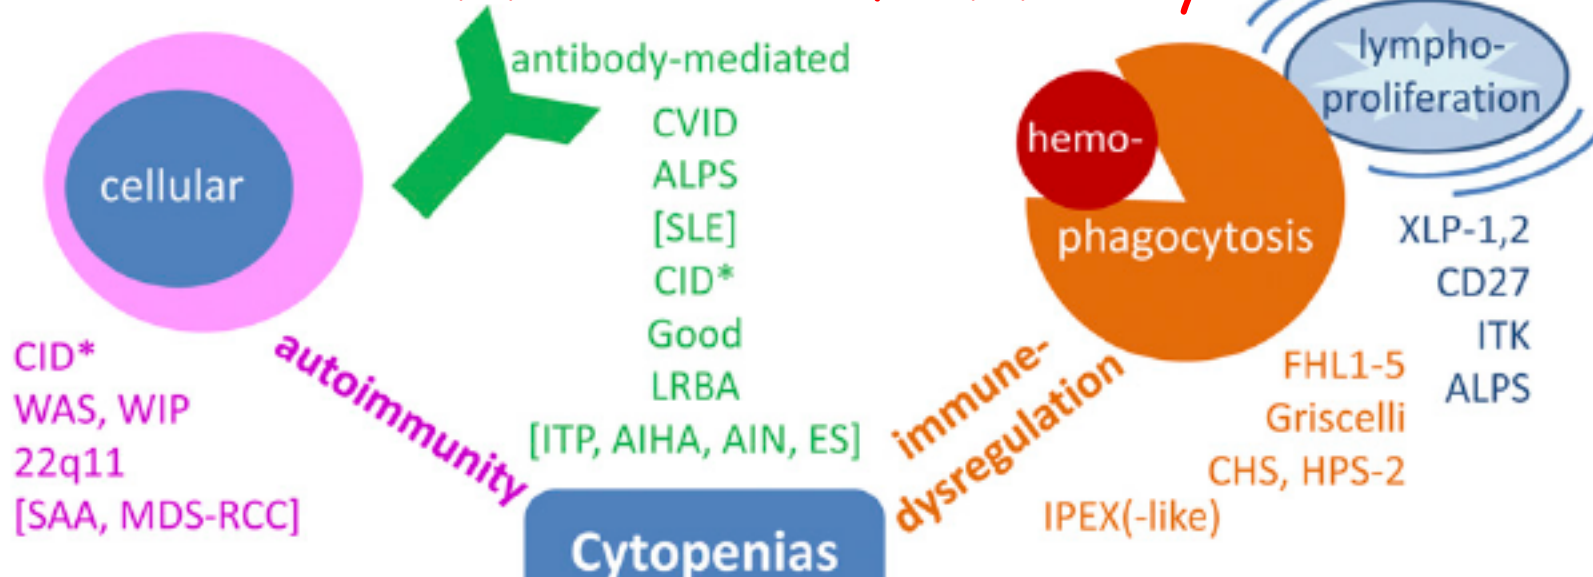 antibody-mediated
CVID
ALPS
[SLE]
CID*
Good
LRBA
[ITP, AIHA, AIN, ES]
cellular
CID*
WAS, WIP
22q11
[SAA, MDS-RCC]
autoimmunity
hemo-
phagocytosis
lympho-
proliferation
XLP-1,2
CD27
ITK
ALPS
FHL1-5
Griscelli
CHS, HPS-2
IPEX(-like)
immune-
dysregulation
Cytopenias